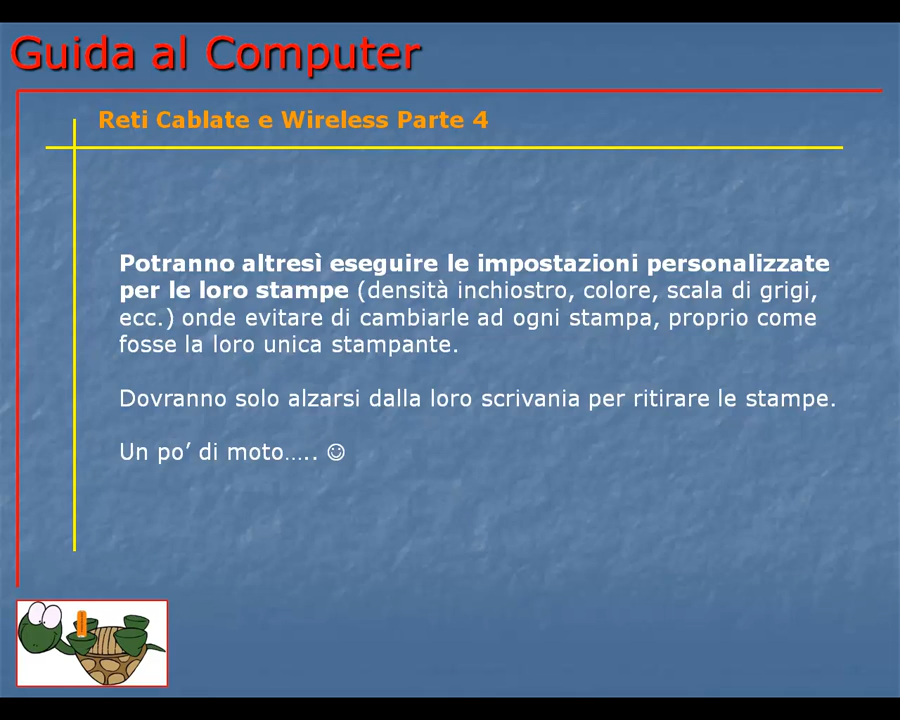 Guida al Computer
Reti Cablate e Wireless Parte 4
Potranno altresì eseguire le impostazioni personalizzate
per le loro stampe (densità inchiostro, colore, scala di grigi,
ecc.) onde evitare di cambiarle ad ogni stampa, proprio come
fosse la loro unica stampante.
Dovranno solo alzarsi dalla loro scrivania per ritirare le stampe.
Un po’ di moto….. ☺